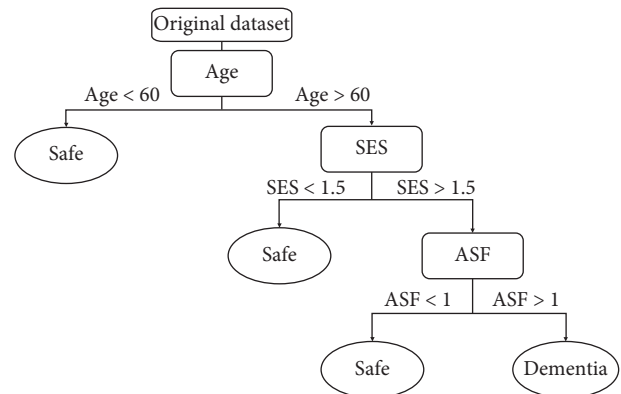 Original dataset
Age
Age < 60
Age > 60
Safe
SES
SES < 1.5
SES > 1.5
Safe
ASF
ASF < 1
ASF > 1
Safe
Dementia